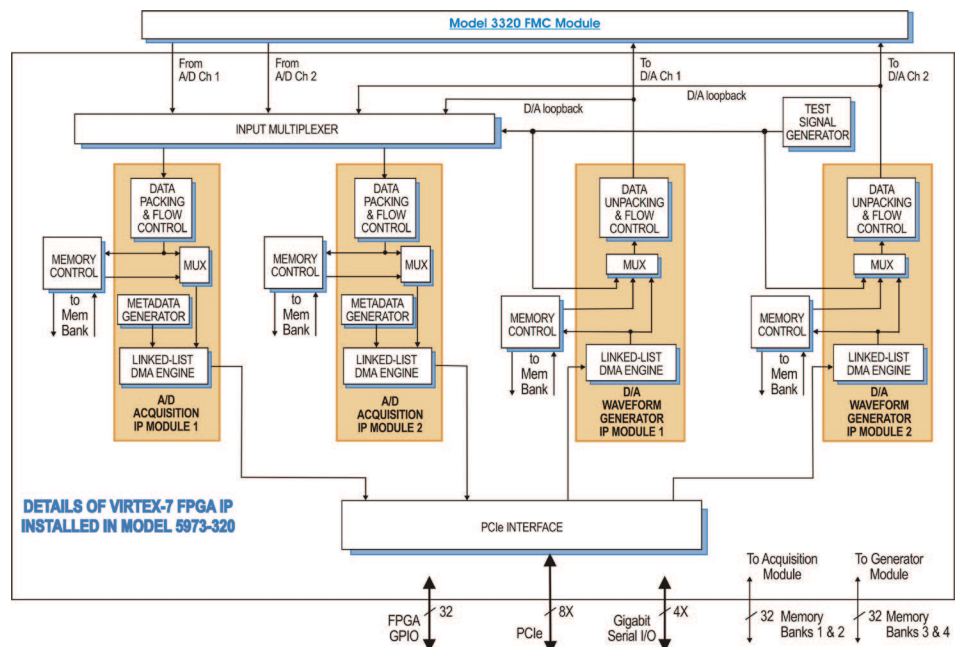 Model 3320 FMC Module
From
A/D Ch 1
From
A/D Ch 2
To
D/A Ch 1
To
D/A Ch 2
D/A loopback
D/A loopback
INPUT MULTIPLEXER
TEST
SIGNAL
GENERATOR
DATA
PACKING
& FLOW
CONTROL
MEMORY
CONTROL
MUX
to
Mem
Bank
METADATA
GENERATOR
LINKED-LIST
DMA ENGINE
A/D
ACQUISITION
IP MODULE 1
DATA
PACKING
& FLOW
CONTROL
MEMORY
CONTROL
MUX
to
Mem
Bank
METADATA
GENERATOR
LINKED-LIST
DMA ENGINE
A/D
ACQUISITION
IP MODULE 2
DATA
UNPACKING
& FLOW
CONTROL
MUX
MEMORY
CONTROL
to
Mem
Bank
LINKED-LIST
DMA ENGINE
D/A
WAVEFORM
GENERATOR
IP MODULE 1
DATA
UNPACKING
& FLOW
CONTROL
MUX
MEMORY
CONTROL
to
Mem
Bank
LINKED-LIST
DMA ENGINE
D/A
WAVEFORM
GENERATOR
IP MODULE 2
DETAILS OF VIRTEX-7 FPGA IP
INSTALLED IN MODEL 5973-320
PCIe INTERFACE
To Acquisition
Module
To Generator
Module
32
FPGA
GPIO
8X
PCIe
4X
Gigabit
Serial I/O
32
Memory
Banks 1 & 2
32
Memory
Banks 3 & 4